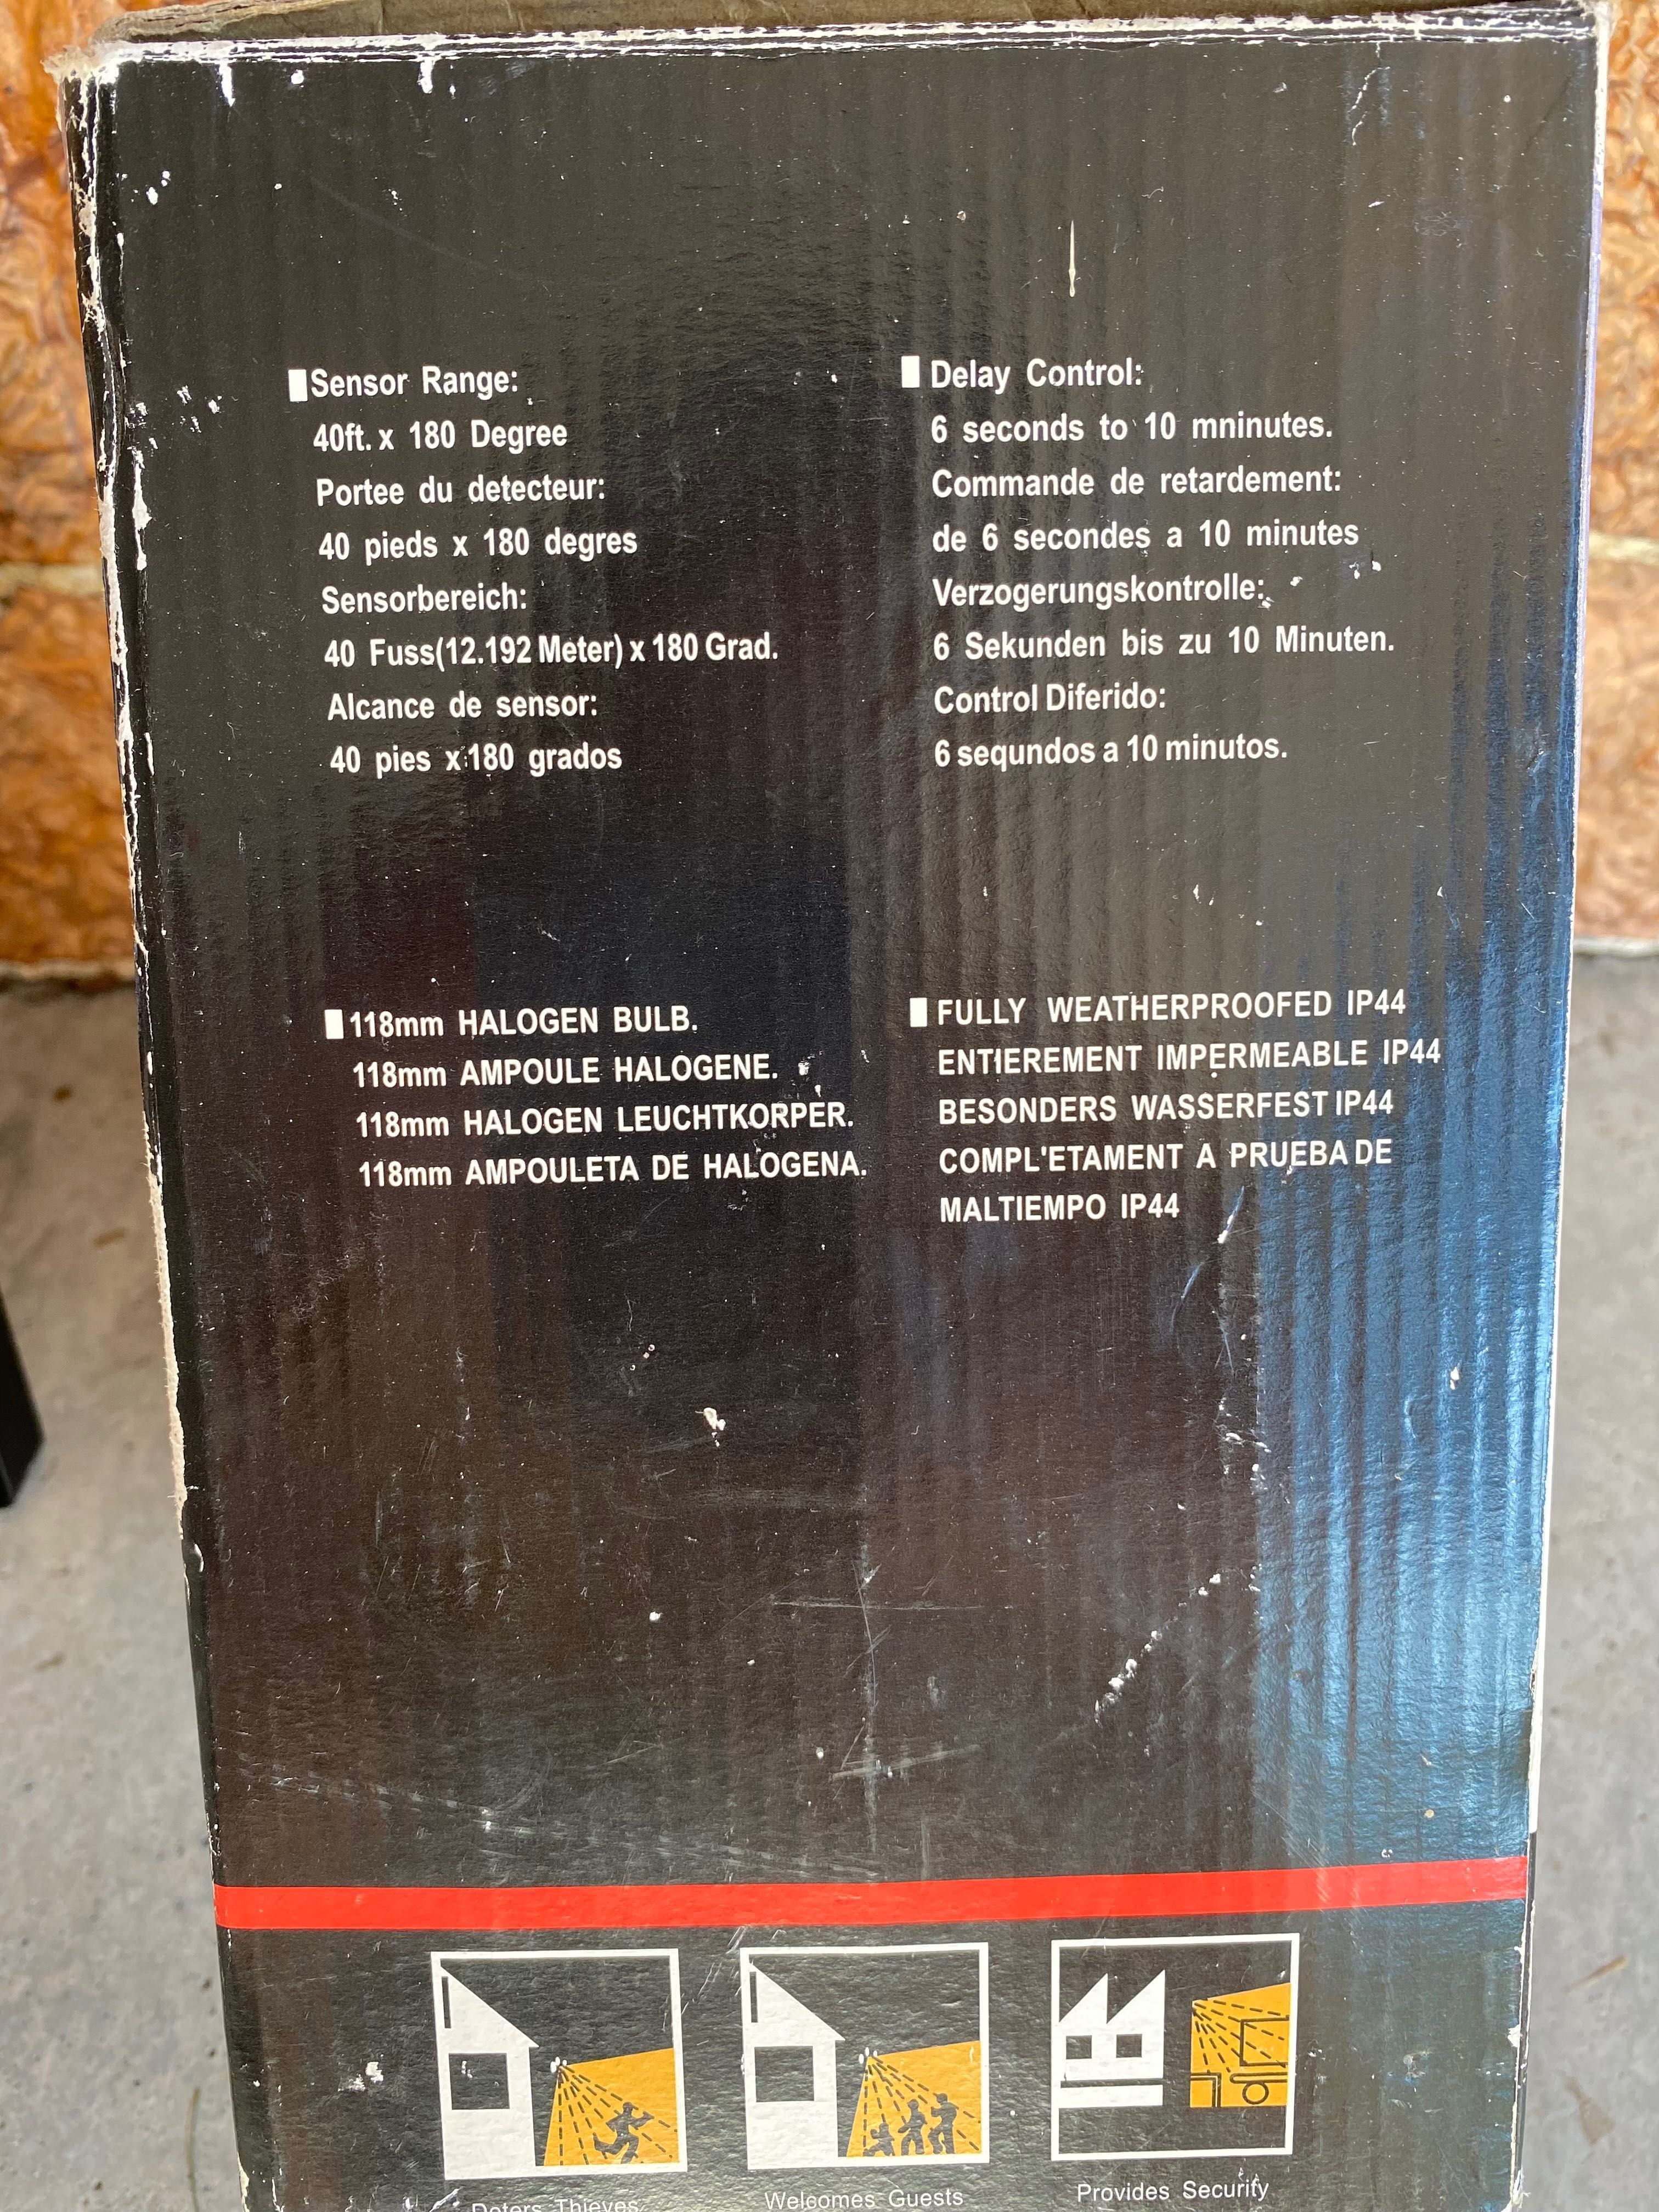 Sensor Range:
40ft. x 180 Degree
Portee du detecteur:
40 pieds x 180 degres
Sensorbereich:
40 Fuss(12.192 Meter) x 180 Grad.
Alcance de sensor:
40 pies x 180 grados
Delay Control:
6 seconds to 10 mninutes.
Commande de retardement:
de 6 secondes a 10 minutes
Verzogerungskontrolle:
6 Sekunden bis zu 10 Minuten.
Control Diferido:
6 sequndos a 10 minutos.
118mm HALOGEN BULB.
118mm AMPOULE HALOGENE.
118mm HALOGEN LEUCHTKORPER.
118mm AMPOULETA DE HALOGENA.
FULLY WEATHERPROOFED IP44
ENTIEREMENT IMPERMEABLE IP44
BESONDERS WASSERFEST IP44
COMPL'ETAMENT A PRUEBA DE
MALTIEMPO IP44
Deters Thieves
Welcomes Guests
Provides Security